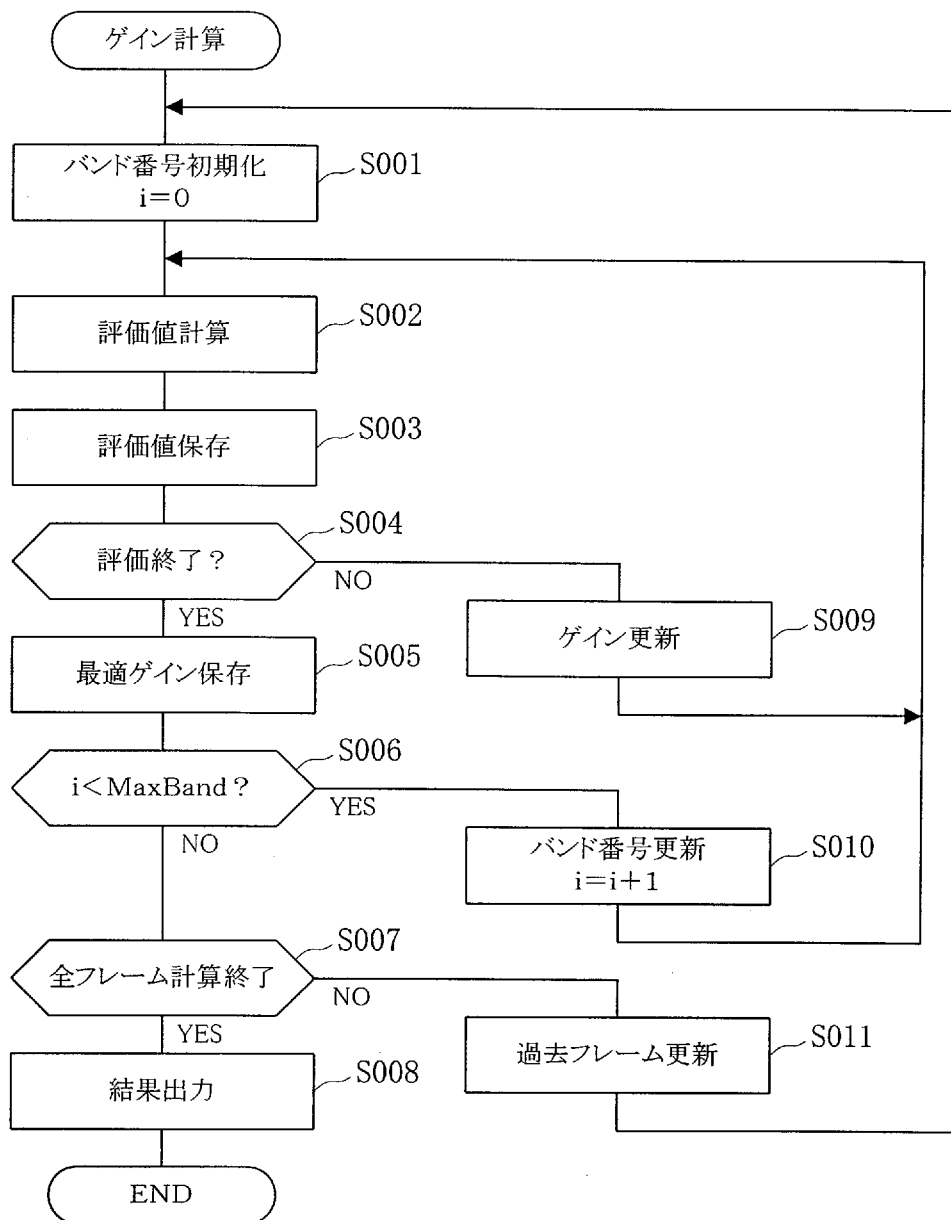 ゲイン計算
バンド番号初期化
i=0
S001
評価値計算
S002
評価値保存
S003
評価終了?
S004
NO
YES
ゲイン更新
S009
最適ゲイン保存
S005
i<MaxBand?
S006
YES
NO
バンド番号更新
i=i+1
S010
全フレーム計算終了
S007
NO
YES
過去フレーム更新
S011
結果出力
S008
END